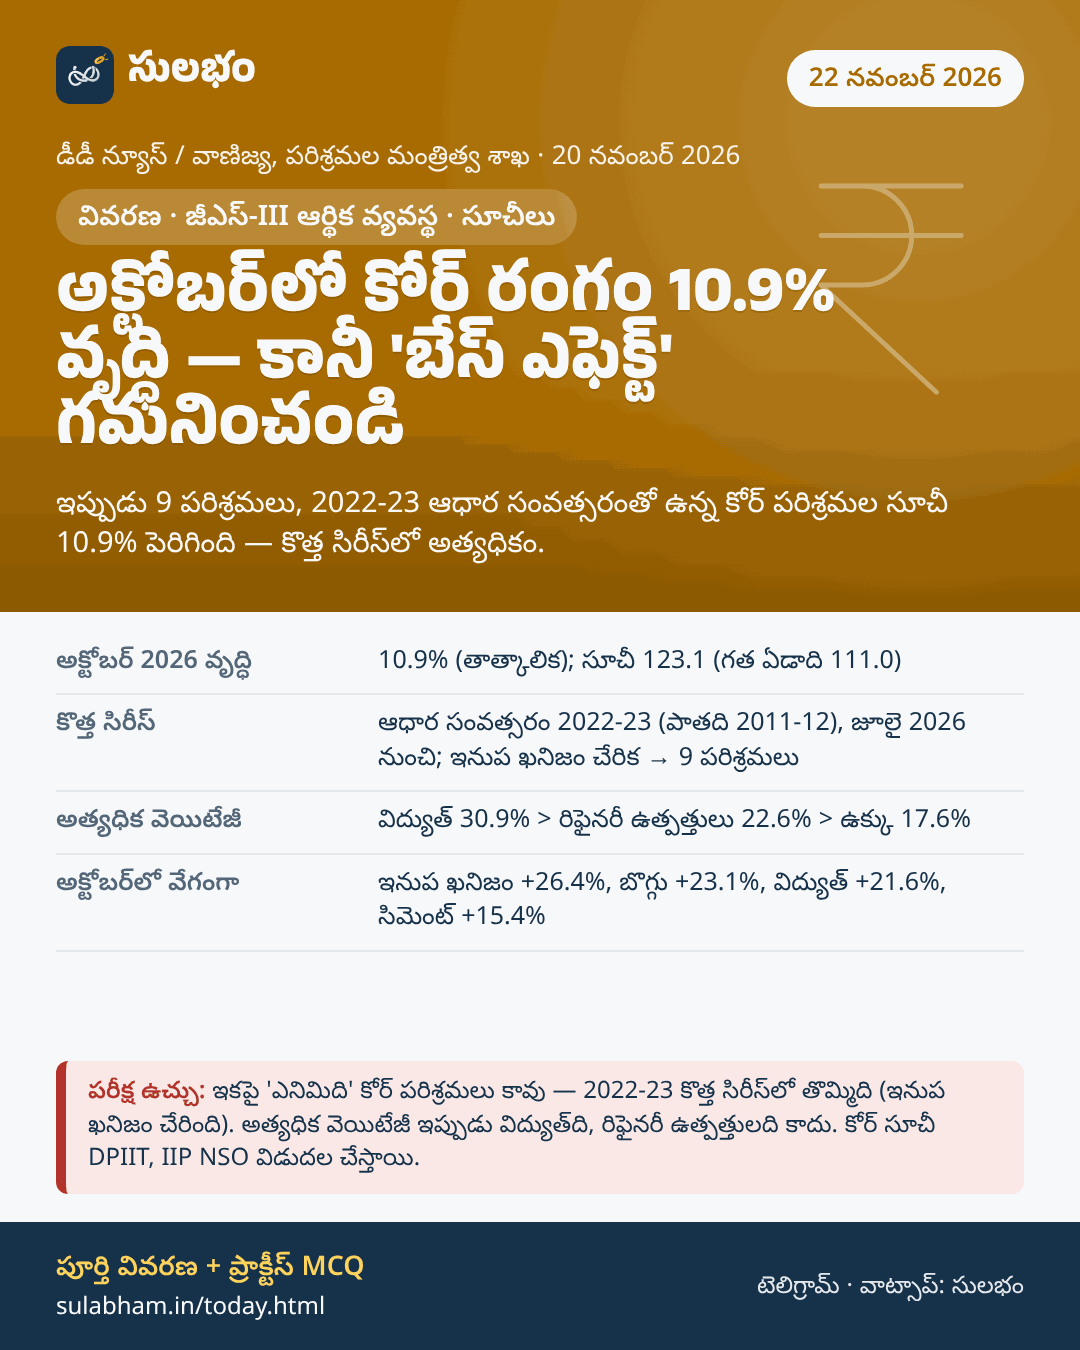 సులభం
22 నవంబర్ 2026
డీడీ న్యూస్ / వాణిజ్య, పరిశ్రమల మంత్రిత్వ శాఖ · 20 నవంబర్ 2026
వివరణ · జీఎస్-III ఆర్థిక వ్యవస్థ · సూచీలు
అక్టోబర్‌లో కోర్ రంగం 10.9%
వృద్ధి — కానీ 'బేస్ ఎఫెక్ట్'
గమనించండి
ఇప్పుడు 9 పరిశ్రమలు, 2022-23 ఆధార సంవత్సరంతో ఉన్న కోర్ పరిశ్రమల సూచీ
10.9% పెరిగింది — కొత్త సిరీస్‌లో అత్యధికం.
అక్టోబర్ 2026 వృద్ధి
10.9% (తాత్కాలిక); సూచీ 123.1 (గత ఏడాది 111.0)
కొత్త సిరీస్
ఆధార సంవత్సరం 2022-23 (పాతది 2011-12), జూలై 2026
నుంచి; ఇనుప ఖనిజం చేరిక → 9 పరిశ్రమలు
అత్యధిక వెయిటేజీ
విద్యుత్ 30.9% > రిఫైనరీ ఉత్పత్తులు 22.6% > ఉక్కు 17.6%
అక్టోబర్‌లో వేగంగా
ఇనుప ఖనిజం +26.4%, బొగ్గు +23.1%, విద్యుత్ +21.6%,
సిమెంట్ +15.4%
పరీక్ష ఉచ్చు: ఇకపై 'ఎనిమిది' కోర్ పరిశ్రమలు కావు — 2022-23 కొత్త సిరీస్‌లో తొమ్మిది (ఇనుప
ఖనిజం చేరింది). అత్యధిక వెయిటేజీ ఇప్పుడు విద్యుత్‌ది, రిఫైనరీ ఉత్పత్తులది కాదు. కోర్ సూచీ
DPIIT, IIP NSO విడుదల చేస్తాయి.
పూర్తి వివరణ + ప్రాక్టీస్ MCQ
sulabham.in/today.html
టెలిగ్రామ్ · వాట్సాప్: సులభం